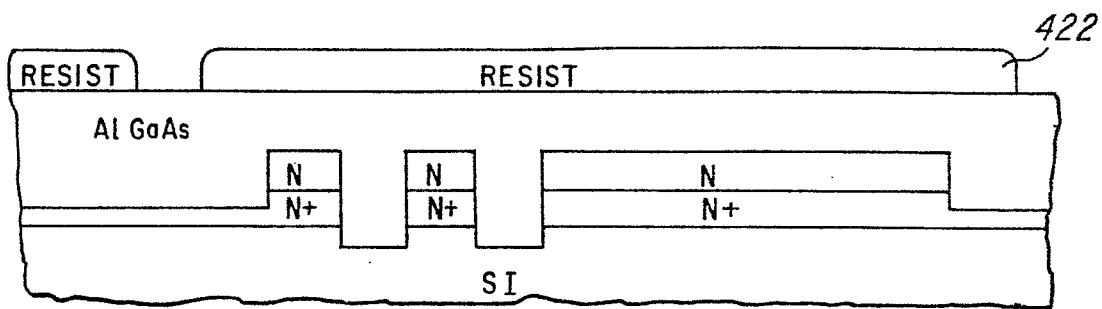 422
RESIST RESIST
Al GaAs
N N N
N+ N+ N+
SI